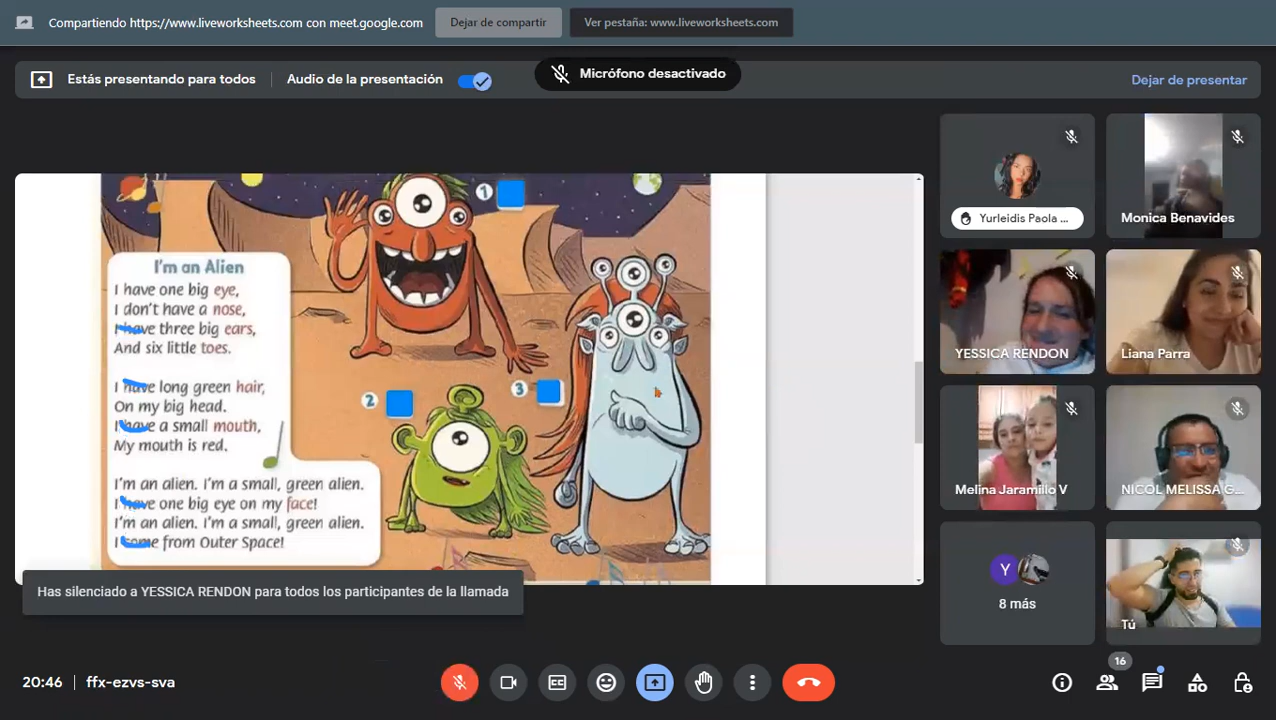 Compartiendo https://www.liveworksheets.com con meet.google.com
Dejar de compartir
Ver pestaña: www.liveworksheets.com
Estás presentando para todos
Audio de la presentación
Micrófono desactivado
Dejar de presentar
I'm an Alien
I have one big eye,
I don't have a nose,
I have three big ears,
And six little toes.
I have long green hair,
On my big head.
I have a small mouth,
My mouth is red.
I'm an alien. I'm a small, green alien.
I have one big eye on my face!
I'm an alien. I'm a small, green alien.
I come from Outer Space!
1
2
3
Yurleidis Paola ...
Monica Benavides
YESSICA RENDON
Liana Parra
Melina Jaramillo V
NICOL MELISSA G...
Y
8 más
Tú
Has silenciado a YESSICA RENDON para todos los participantes de la llamada
20:46 | ffx-ezvs-sva
16